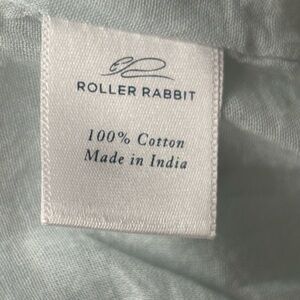 ROLLER RABBIT
100% Cotton
Made in India